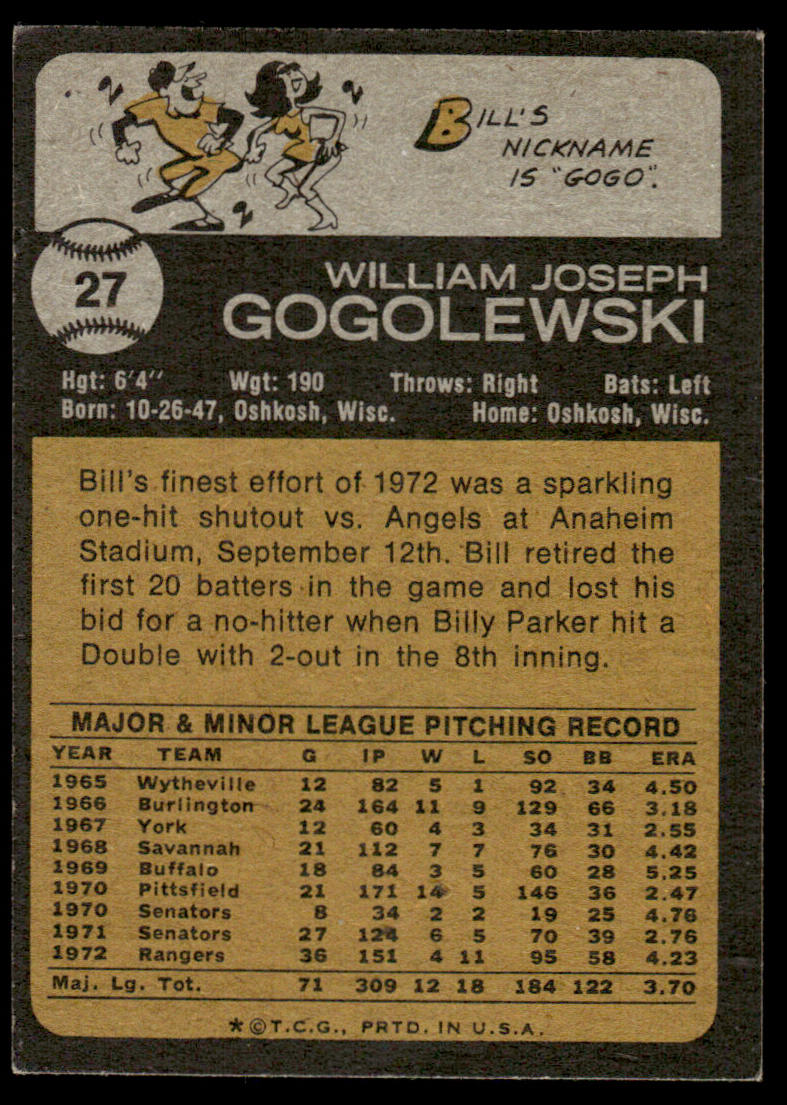 BILL'S
NICKNAME
IS "GOGO".
27
WILLIAM JOSEPH
GOGOLEWSKI
Hgt: 6'4" Wgt: 190 Throws: Right Bats: Left
Born: 10-26-47, Oshkosh, Wisc. Home: Oshkosh, Wisc.
Bill's finest effort of 1972 was a sparkling
one-hit shutout vs. Angels at Anaheim
Stadium, September 12th. Bill retired the
first 20 batters in the game and lost his
bid for a no-hitter when Billy Parker hit a
Double with 2-out in the 8th inning.
MAJOR & MINOR LEAGUE PITCHING RECORD
YEAR TEAM G IP W L SO BB ERA
1965 Wytheville 12 82 5 1 92 34 4.50
1966 Burlington 24 164 11 9 129 66 3.18
1967 York 12 60 4 3 34 31 2.55
1968 Savannah 21 112 7 7 76 30 4.42
1969 Buffalo 18 84 3 5 60 28 5.25
1970 Pittsfield 21 171 14 5 146 36 2.47
1970 Senators 8 34 2 2 19 25 4.76
1971 Senators 27 124 6 5 70 39 2.76
1972 Rangers 36 151 4 11 95 58 4.23
Maj. Lg. Tot. 71 309 12 18 184 122 3.70
*©T.C.G., PRTD. IN U.S.A.